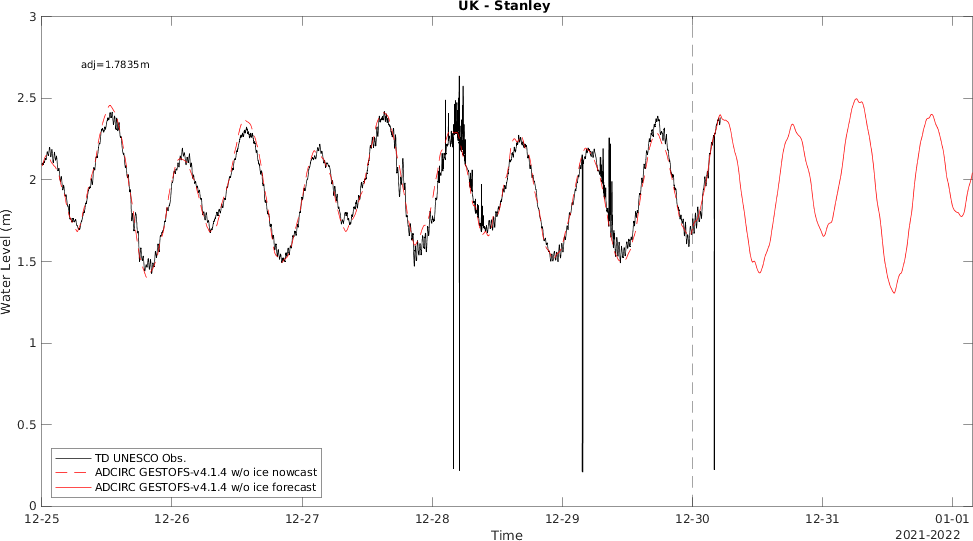 UK - Stanley
3
adj=1.7835m
2.5
2
1.5
1
0.5
0
Water Level (m)
TD UNESCO Obs.
ADCIRC GESTOFS-v4.1.4 w/o ice nowcast
ADCIRC GESTOFS-v4.1.4 w/o ice forecast
12-25 12-26 12-27 12-28 12-29 12-30 12-31 01-01
Time
2021-2022